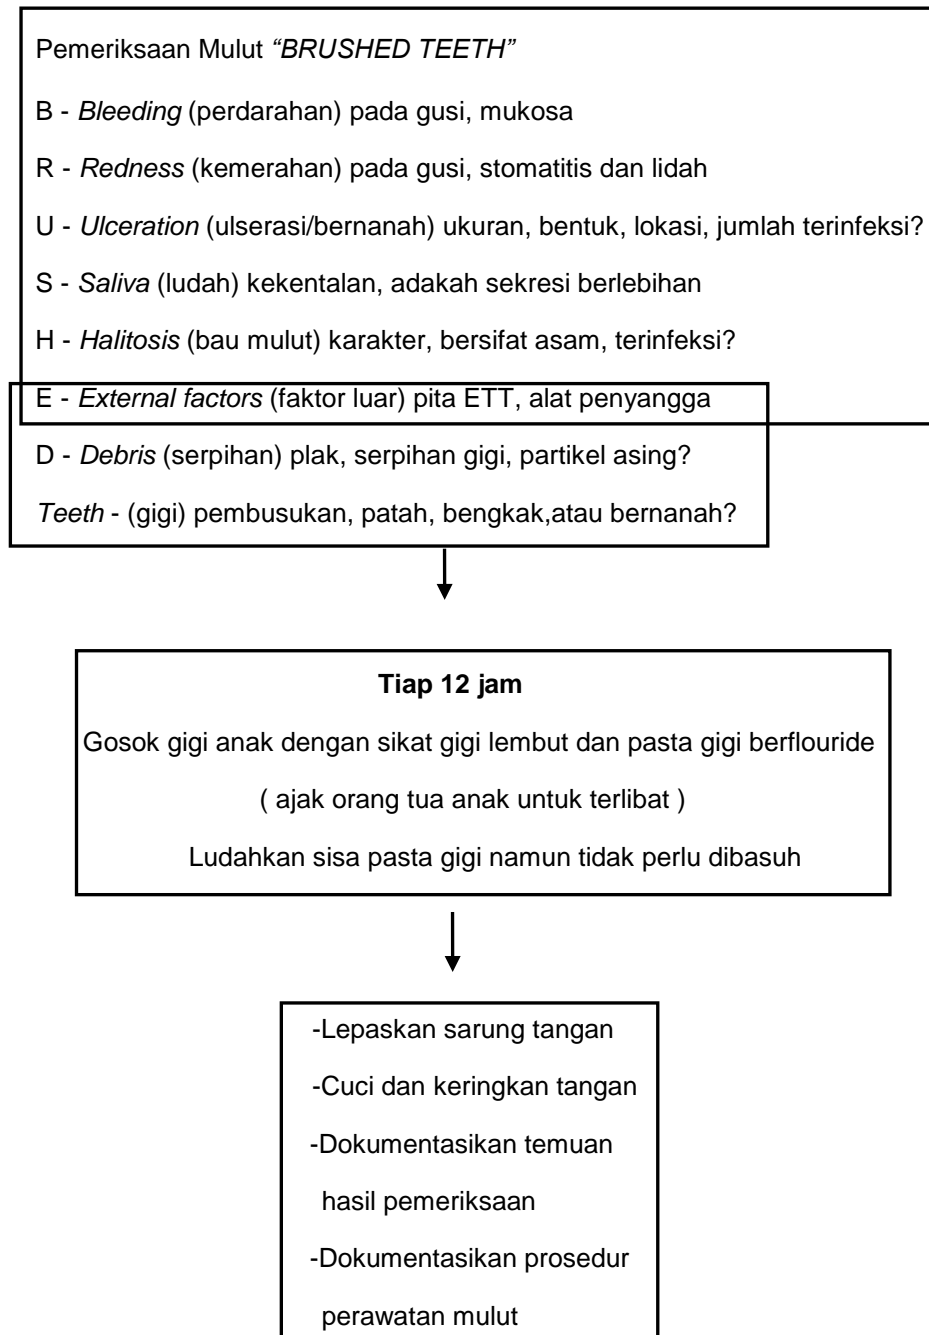 Pemeriksaan Mulut “BRUSHED TEETH”
B - Bleeding (perdarahan) pada gusi, mukosa
R - Redness (kemerahan) pada gusi, stomatitis dan lidah
U - Ulceration (ulserasi/bernanah) ukuran, bentuk, lokasi, jumlah terinfeksi?
S - Saliva (ludah) kekentalan, adakah sekresi berlebihan
H - Halitosis (bau mulut) karakter, bersifat asam, terinfeksi?
E - External factors (faktor luar) pita ETT, alat penyangga
D - Debris (serpihan) plak, serpihan gigi, partikel asing?
Teeth - (gigi) pembusukan, patah, bengkak,atau bernanah?
Tiap 12 jam
Gosok gigi anak dengan sikat gigi lembut dan pasta gigi berflouride
( ajak orang tua anak untuk terlibat )
Ludahkan sisa pasta gigi namun tidak perlu dibasuh
-Lepaskan sarung tangan
-Cuci dan keringkan tangan
-Dokumentasikan temuan
hasil pemeriksaan
-Dokumentasikan prosedur
perawatan mulut